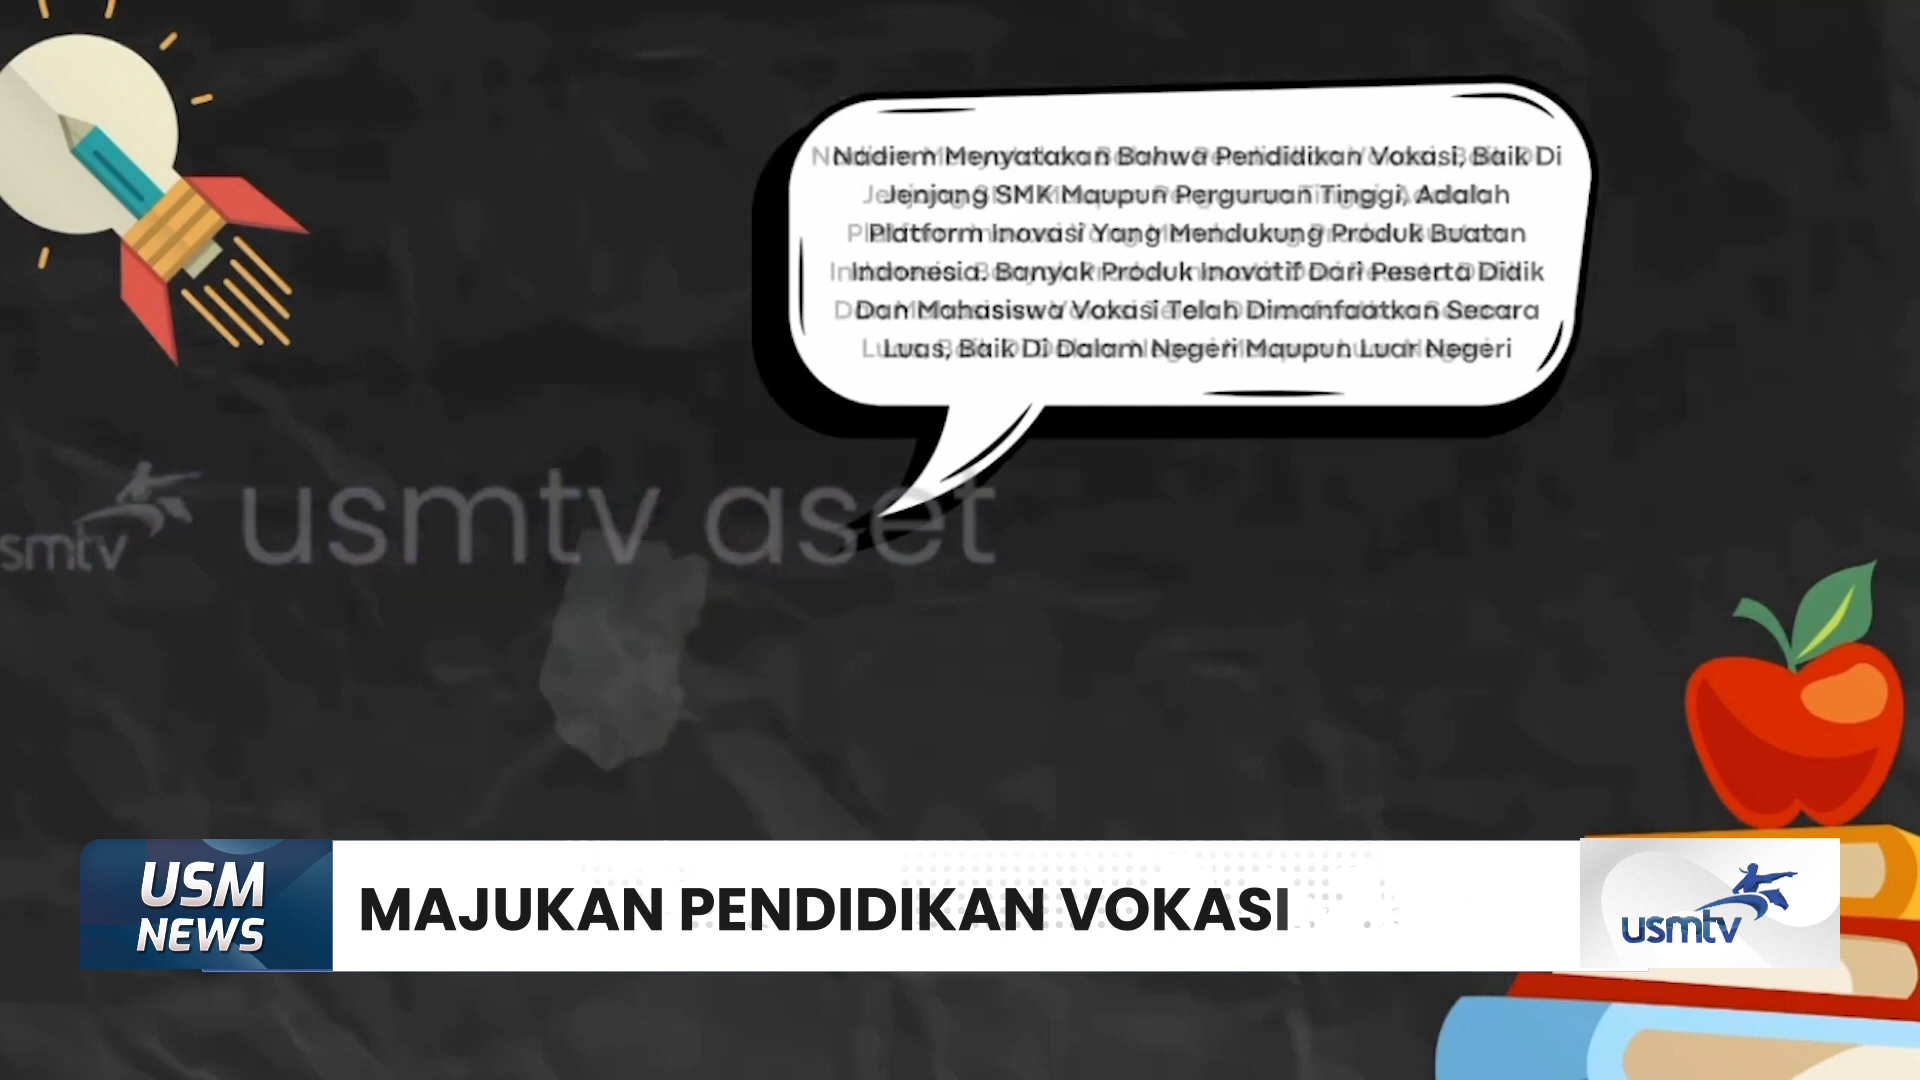 Nadiem Menyatakan Bahwa Pendidikan Vokasi, Baik Di
Jenjang SMK Maupun Perguruan Tinggi, Adalah
Platform Inovasi Yang Mendukung Produk Buatan
Indonesia. Banyak Produk Inovatif Dari Peserta Didik
Dan Mahasiswa Vokasi Telah Dimanfaatkan Secara
Luas, Baik Di Dalam Negeri Maupun Luar Negeri
smtv usmtv aset
USM
NEWS
MAJUKAN PENDIDIKAN VOKASI
usmtv